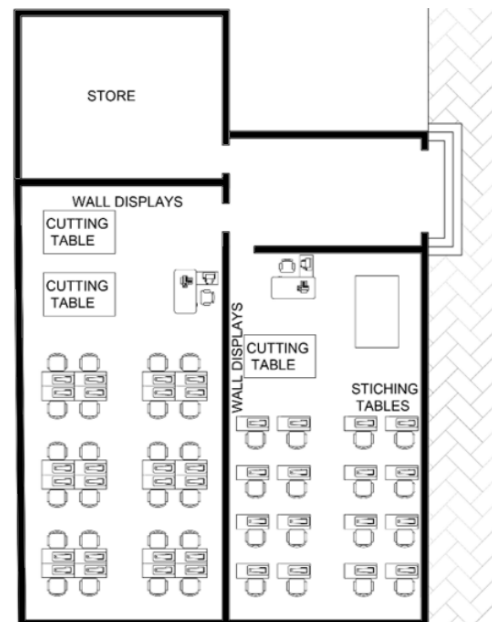 STORE
WALL DISPLAYS
CUTTING
TABLE
CUTTING
TABLE
WALL DISPLAYS
CUTTING
TABLE
STICHING
TABLES